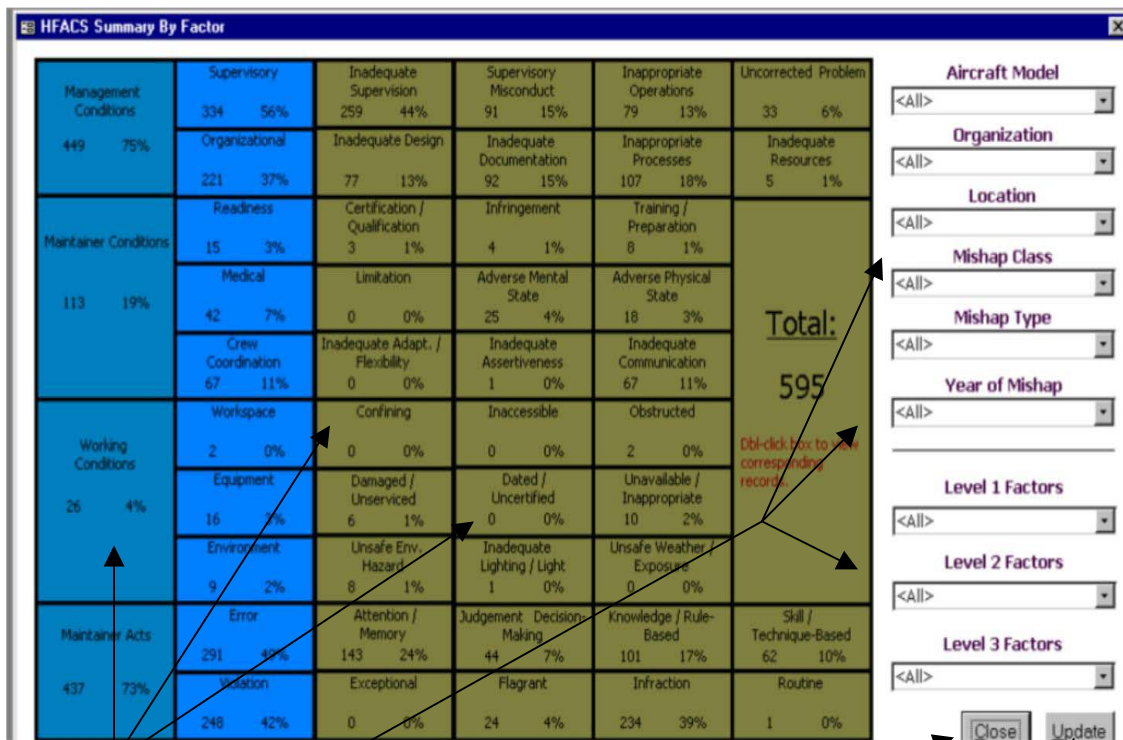 HFACS Summary By Factor
Management
Conditions
449 75%
Supervisory
334 56%
Inadequate
Supervision
259 44%
Supervisory
Misconduct
91 15%
Inappropriate
Operations
79 13%
Uncorrected Problem
33 6%
Organizational
221 37%
Inadequate Design
77 13%
Inadequate
Documentation
92 15%
Inappropriate
Processes
107 18%
Inadequate
Resources
5 1%
Maintainer Conditions
113 19%
Readiness
15 3%
Certification /
Qualification
3 1%
Infringement
4 1%
Training /
Preparation
8 1%
Medical
42 7%
Limitation
0 0%
Adverse Mental
State
25 4%
Adverse Physical
State
18 3%
Crew
Coordination
67 11%
Inadequate Adapt. /
Flexibility
0 0%
Inadequate
Assertiveness
1 0%
Inadequate
Communication
67 11%
Total:
595
Dbl-click box to view
corresponding
records.
Working
Conditions
26 4%
Workspace
2 0%
Confining
0 0%
Inaccessible
0 0%
Obstructed
2 0%
Equipment
16 3%
Damaged /
Unserviced
6 1%
Dated /
Uncertified
0 0%
Unavailable /
Inappropriate
10 2%
Environment
9 2%
Unsafe Env.
Hazard
8 1%
Inadequate
Lighting / Light
1 0%
Unsafe Weather /
Exposure
0 0%
Maintainer Acts
437 73%
Error
291 49%
Attention /
Memory
143 24%
Judgement Decision-
Making
44 7%
Knowledge / Rule-
Based
101 17%
Skill /
Technique-Based
62 10%
Violation
248 42%
Exceptional
0 0%
Flagrant
24 4%
Infraction
234 39%
Routine
1 0%
Aircraft Model
<All>
Organization
<All>
Location
<All>
Mishap Class
<All>
Mishap Type
<All>
Year of Mishap
<All>
Level 1 Factors
<All>
Level 2 Factors
<All>
Level 3 Factors
<All>
Close Update